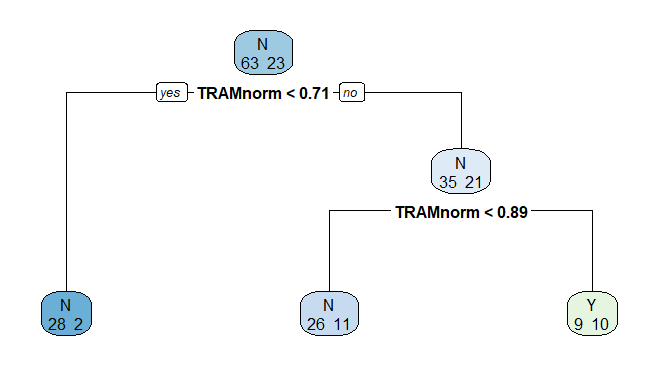 N
63 23
yes TRAMnorm < 0.71 no
N
35 21
TRAMnorm < 0.89
N
28 2
N
26 11
Y
9 10